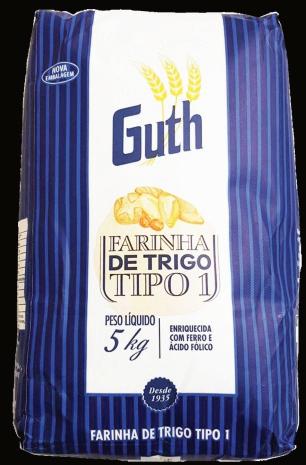 NOVA
EMBALAGEM
Guth
FARINHA
DE TRIGO
TIPO 1
PESO LÍQUIDO
5 kg
ENRIQUECIDA
COM FERRO E
ÁCIDO FÓLICO
Desde
1935
FARINHA DE TRIGO TIPO 1